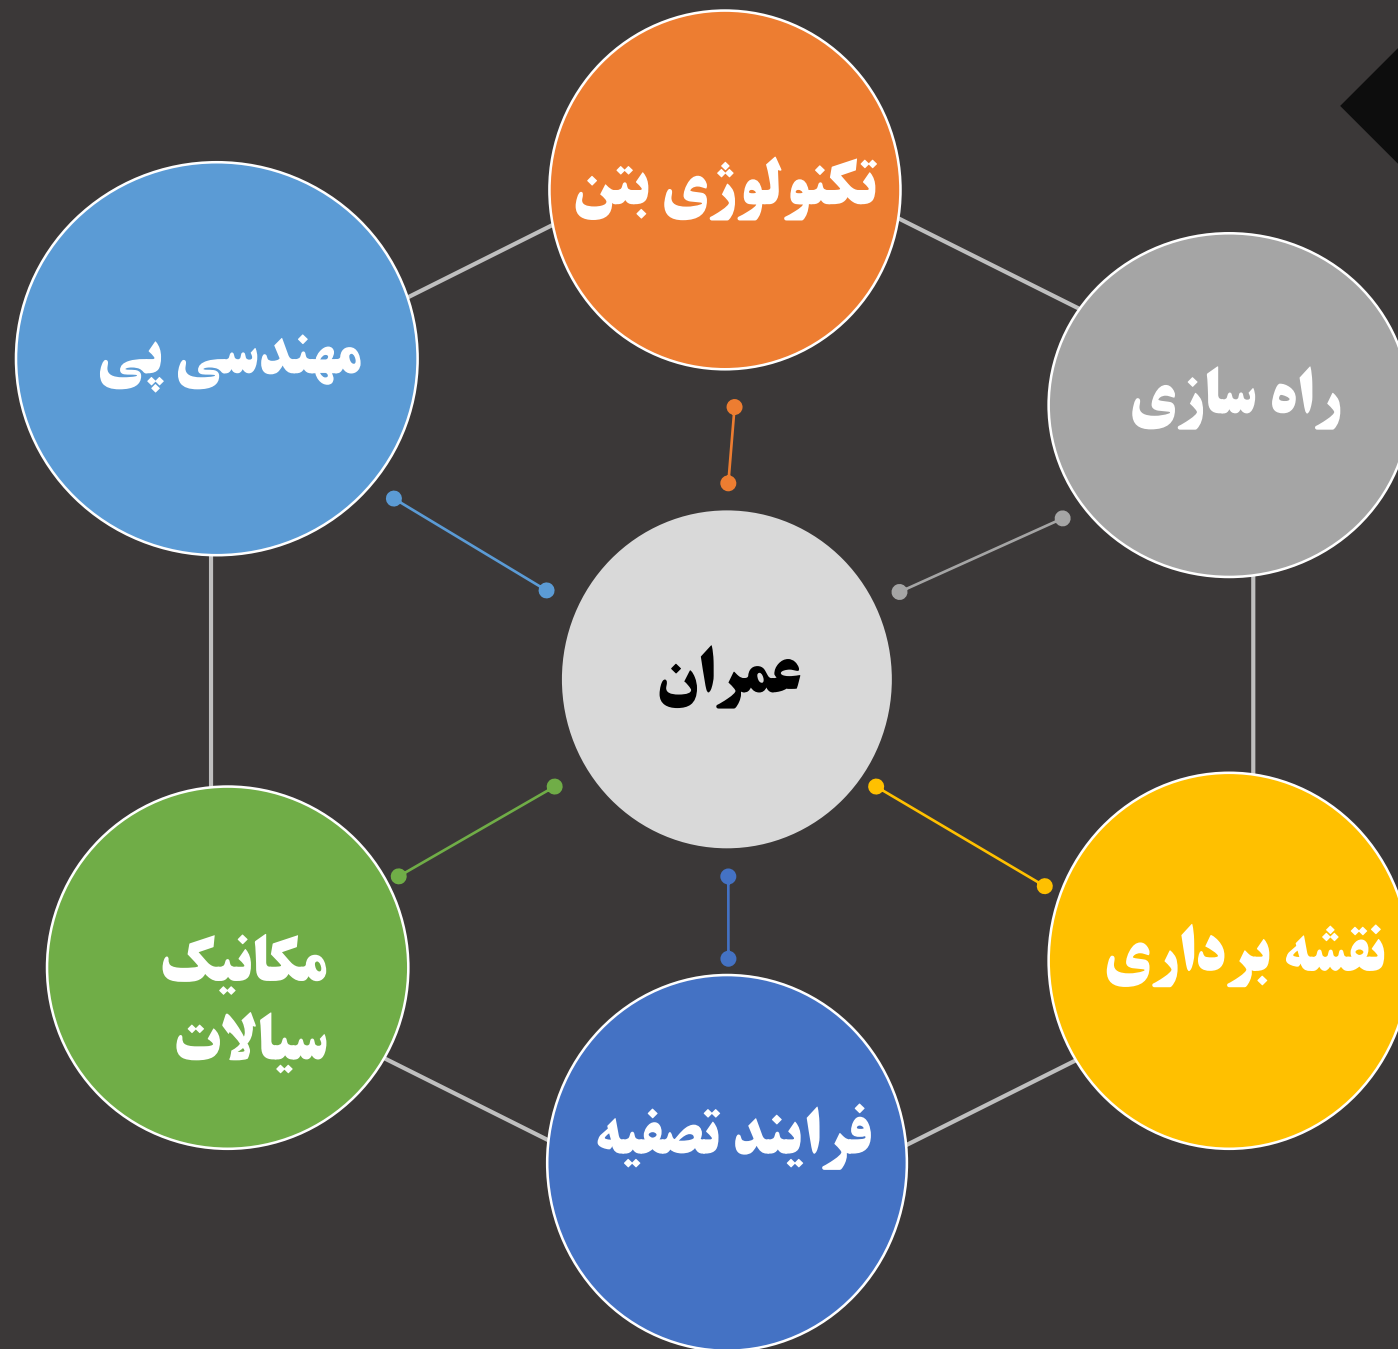 تکنولوژی بتن
مهندسی پی
راه سازی
عمران
نقشه برداری
مکانیک
سیالات
فرایند تصفیه